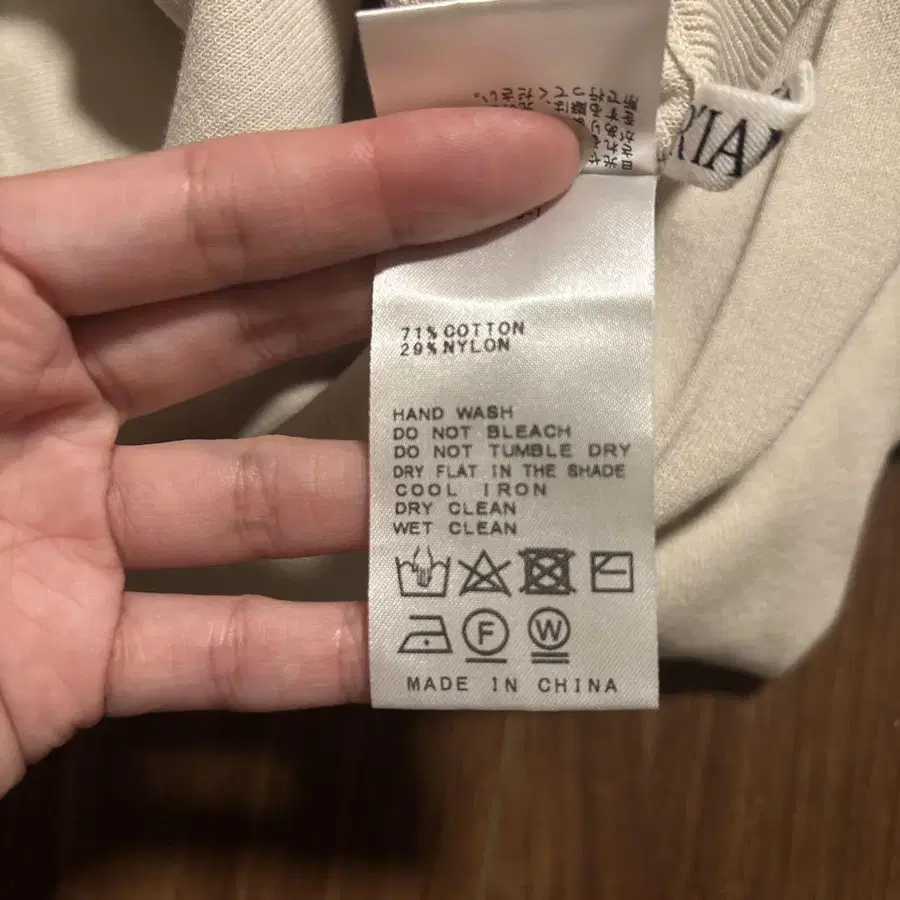 71% COTTON
29% NYLON
HAND WASH
DO NOT BLEACH
DO NOT TUMBLE DRY
DRY FLAT IN THE SHADE
COOL IRON
DRY CLEAN
WET CLEAN
F
W
MADE IN CHINA